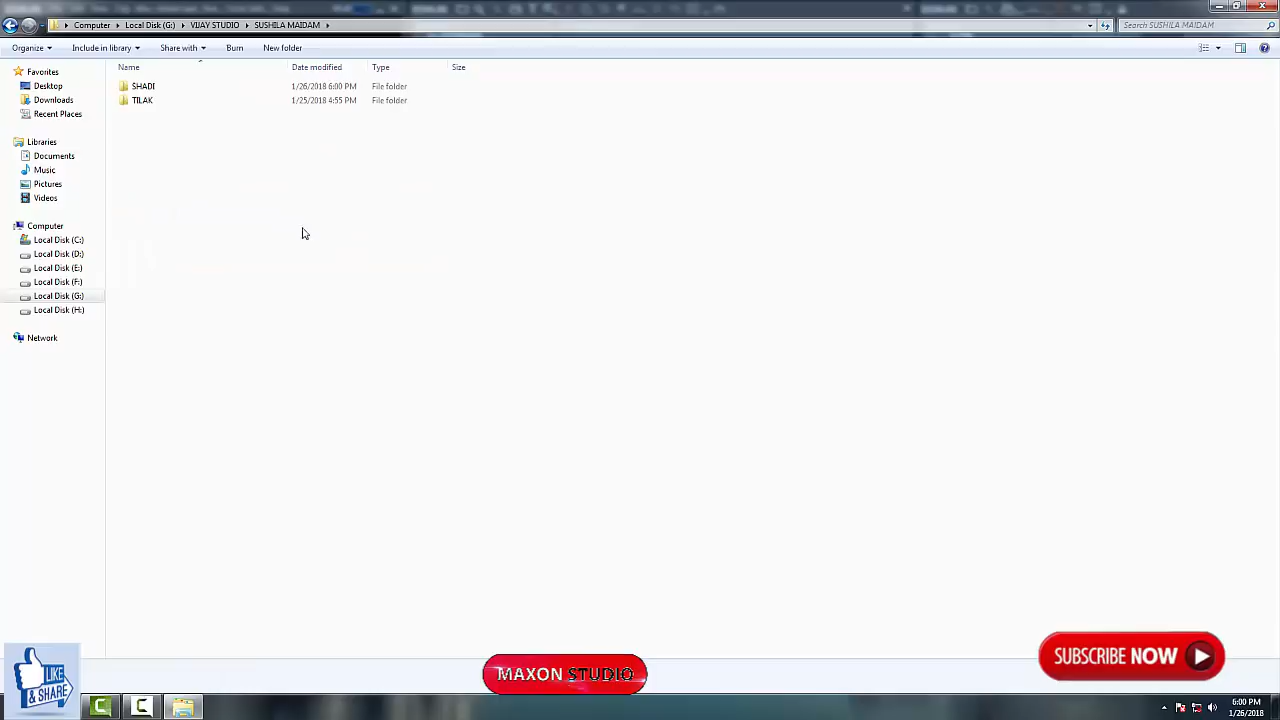 Computer ▸ Local Disk (G:) ▸ VIJAY STUDIO ▸ SUSHILA MAIDAM ▸
Search SUSHILA MAIDAM
Organize Include in library Share with Burn New folder
Name Date modified Type Size
SHADI 1/26/2018 6:00 PM File folder
TILAK 1/25/2018 4:55 PM File folder
Favorites
Desktop
Downloads
Recent Places
Libraries
Documents
Music
Pictures
Videos
Computer
Local Disk (C:)
Local Disk (D:)
Local Disk (E:)
Local Disk (F:)
Local Disk (G:)
Local Disk (H:)
Network
LIKE
& SHARE
MAXON STUDIO
SUBSCRIBE NOW
6:00 PM
1/26/2018